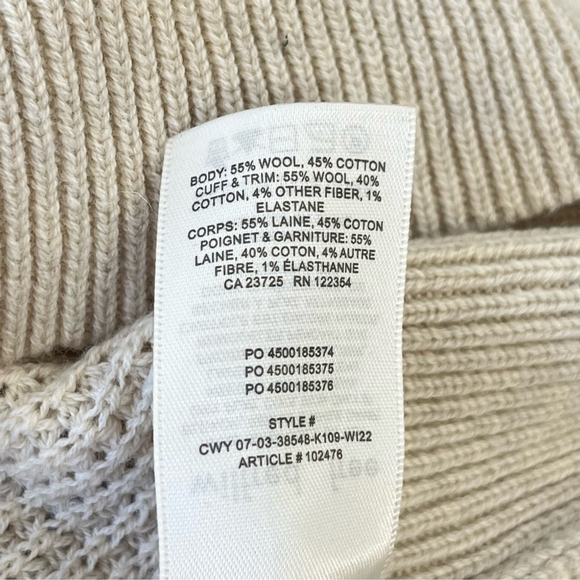 BODY: 55% WOOL, 45% COTTON
CUFF & TRIM: 55% WOOL, 40%
COTTON, 4% OTHER FIBER, 1%
ELASTANE
CORPS: 55% LAINE, 45% COTON
POIGNET & GARNITURE: 55%
LAINE, 40% COTON, 4% AUTRE
FIBRE, 1% ÉLASTHANNE
CA 23725 RN 122354
PO 4500185374
PO 4500185375
PO 4500185376
STYLE #
CWY 07-03-38548-K109-WI22
ARTICLE # 102476
wilfred free